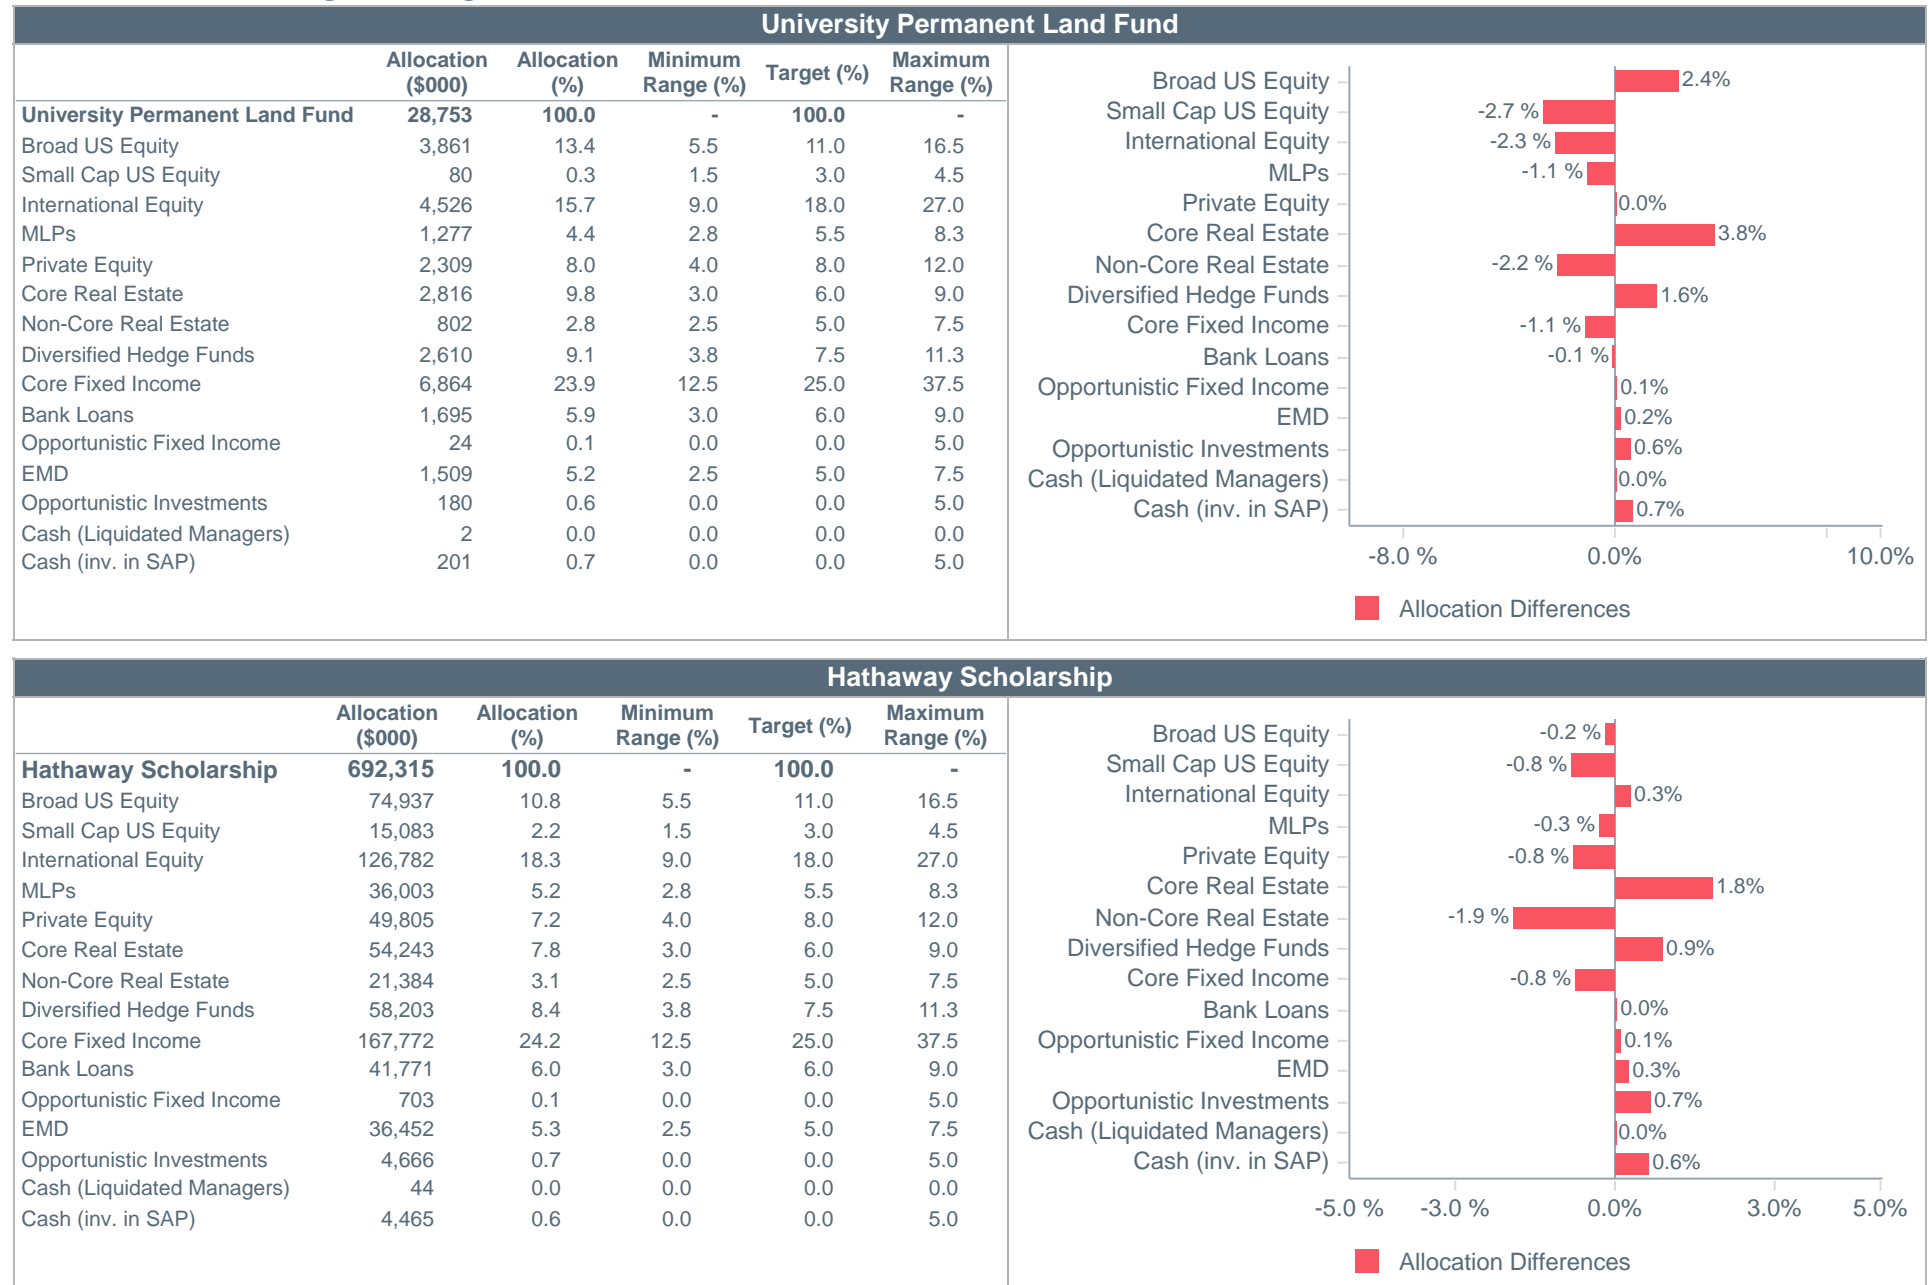 University Permanent Land Fund
Allocation ($000) Allocation (%) Minimum Range (%) Target (%) Maximum Range (%)
University Permanent Land Fund 28,753 100.0 - 100.0 -
Broad US Equity 3,861 13.4 5.5 11.0 16.5
Small Cap US Equity 80 0.3 1.5 3.0 4.5
International Equity 4,526 15.7 9.0 18.0 27.0
MLPs 1,277 4.4 2.8 5.5 8.3
Private Equity 2,309 8.0 4.0 8.0 12.0
Core Real Estate 2,816 9.8 3.0 6.0 9.0
Non-Core Real Estate 802 2.8 2.5 5.0 7.5
Diversified Hedge Funds 2,610 9.1 3.8 7.5 11.3
Core Fixed Income 6,864 23.9 12.5 25.0 37.5
Bank Loans 1,695 5.9 3.0 6.0 9.0
Opportunistic Fixed Income 24 0.1 0.0 0.0 5.0
EMD 1,509 5.2 2.5 5.0 7.5
Opportunistic Investments 180 0.6 0.0 0.0 5.0
Cash (Liquidated Managers) 2 0.0 0.0 0.0 0.0
Cash (inv. in SAP) 201 0.7 0.0 0.0 5.0
Broad US Equity 2.4%
Small Cap US Equity -2.7 %
International Equity -2.3 %
MLPs -1.1 %
Private Equity 0.0%
Core Real Estate 3.8%
Non-Core Real Estate -2.2 %
Diversified Hedge Funds 1.6%
Core Fixed Income -1.1 %
Bank Loans -0.1 %
Opportunistic Fixed Income 0.1%
EMD 0.2%
Opportunistic Investments 0.6%
Cash (Liquidated Managers) 0.0%
Cash (inv. in SAP) 0.7%
-8.0 % 0.0% 10.0%
Allocation Differences
Hathaway Scholarship
Allocation ($000) Allocation (%) Minimum Range (%) Target (%) Maximum Range (%)
Hathaway Scholarship 692,315 100.0 - 100.0 -
Broad US Equity 74,937 10.8 5.5 11.0 16.5
Small Cap US Equity 15,083 2.2 1.5 3.0 4.5
International Equity 126,782 18.3 9.0 18.0 27.0
MLPs 36,003 5.2 2.8 5.5 8.3
Private Equity 49,805 7.2 4.0 8.0 12.0
Core Real Estate 54,243 7.8 3.0 6.0 9.0
Non-Core Real Estate 21,384 3.1 2.5 5.0 7.5
Diversified Hedge Funds 58,203 8.4 3.8 7.5 11.3
Core Fixed Income 167,772 24.2 12.5 25.0 37.5
Bank Loans 41,771 6.0 3.0 6.0 9.0
Opportunistic Fixed Income 703 0.1 0.0 0.0 5.0
EMD 36,452 5.3 2.5 5.0 7.5
Opportunistic Investments 4,666 0.7 0.0 0.0 5.0
Cash (Liquidated Managers) 44 0.0 0.0 0.0 0.0
Cash (inv. in SAP) 4,465 0.6 0.0 0.0 5.0
Broad US Equity -0.2 %
Small Cap US Equity -0.8 %
International Equity 0.3%
MLPs -0.3 %
Private Equity -0.8 %
Core Real Estate 1.8%
Non-Core Real Estate -1.9 %
Diversified Hedge Funds 0.9%
Core Fixed Income -0.8 %
Bank Loans 0.0%
Opportunistic Fixed Income 0.1%
EMD 0.3%
Opportunistic Investments 0.7%
Cash (Liquidated Managers) 0.0%
Cash (inv. in SAP) 0.6%
-5.0 % -3.0 % 0.0% 3.0% 5.0%
Allocation Differences